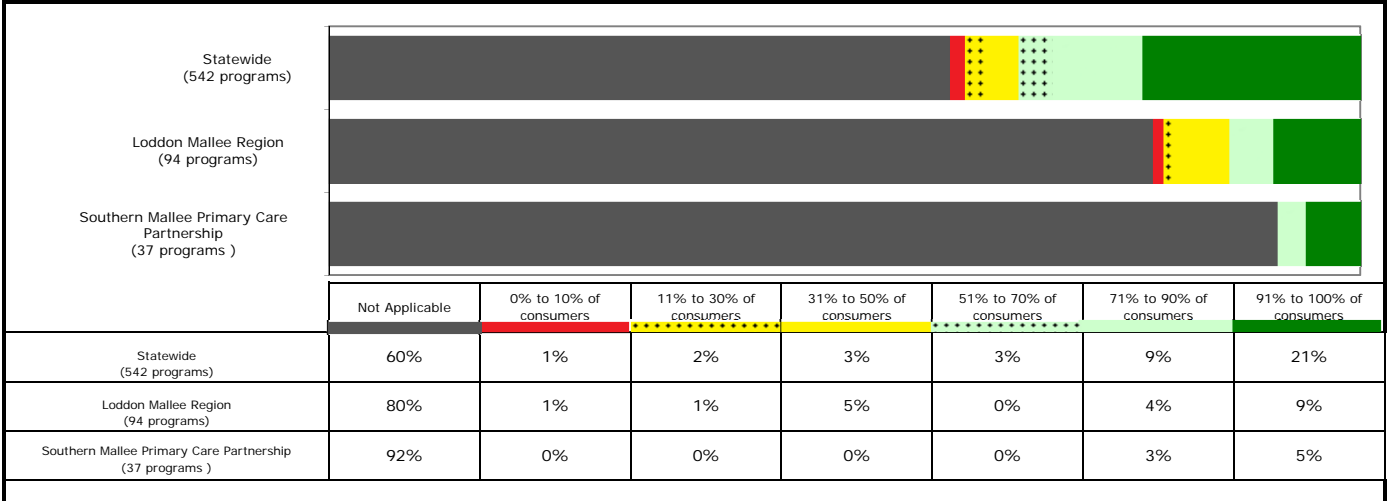 Statewide
(542 programs)
Loddon Mallee Region
(94 programs)
Southern Mallee Primary Care
Partnership
(37 programs )
Not Applicable
0% to 10% of
consumers
11% to 30% of
consumers
31% to 50% of
consumers
51% to 70% of
consumers
71% to 90% of
consumers
91% to 100% of
consumers
Statewide
(542 programs)
60%
1%
2%
3%
3%
9%
21%
Loddon Mallee Region
(94 programs)
80%
1%
1%
5%
0%
4%
9%
Southern Mallee Primary Care Partnership
(37 programs )
92%
0%
0%
0%
0%
3%
5%